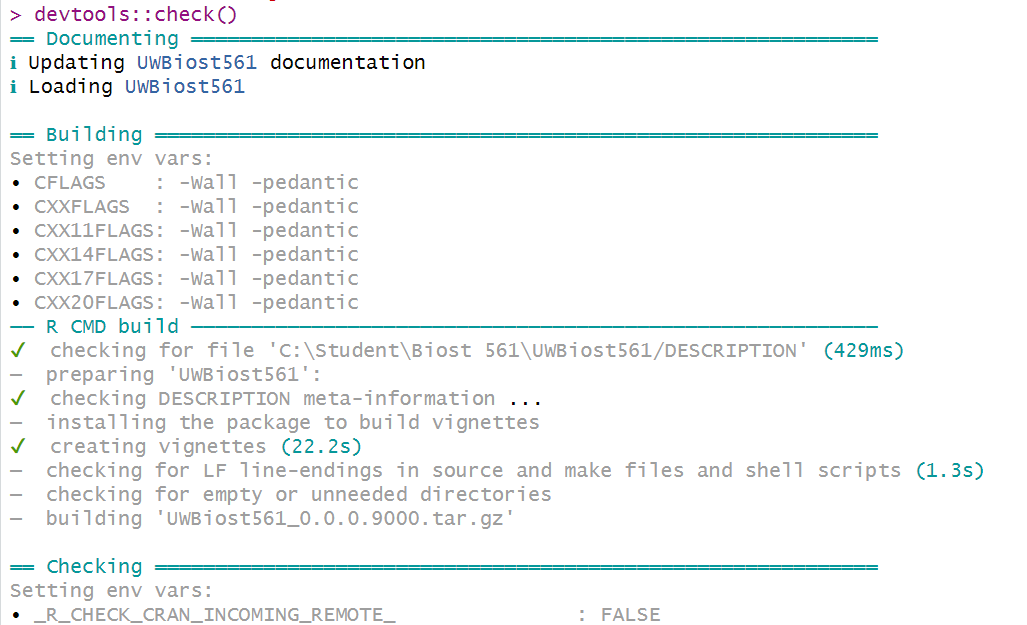 > devtools::check()
══ Documenting ═════════════════════════════════════════════════════════
ℹ Updating UWBiost561 documentation
ℹ Loading UWBiost561
══ Building ════════════════════════════════════════════════════════════
Setting env vars:
• CFLAGS    : -Wall -pedantic
• CXXFLAGS  : -Wall -pedantic
• CXX11FLAGS: -Wall -pedantic
• CXX14FLAGS: -Wall -pedantic
• CXX17FLAGS: -Wall -pedantic
• CXX20FLAGS: -Wall -pedantic
── R CMD build ─────────────────────────────────────────────────────────
✔  checking for file 'C:\Student\Biost 561\UWBiost561/DESCRIPTION' (429ms)
─  preparing 'UWBiost561':
✔  checking DESCRIPTION meta-information ...
─  installing the package to build vignettes
✔  creating vignettes (22.2s)
─  checking for LF line-endings in source and make files and shell scripts (1.3s)
─  checking for empty or unneeded directories
─  building 'UWBiost561_0.0.0.9000.tar.gz'
══ Checking ════════════════════════════════════════════════════════════
Setting env vars:
• _R_CHECK_CRAN_INCOMING_REMOTE_               : FALSE